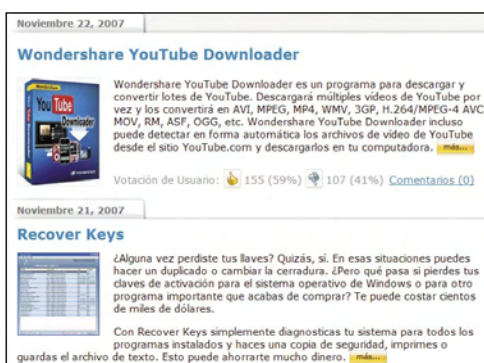 Noviembre 22, 2007
Wondershare YouTube Downloader
Wondershare YouTube Downloader es un programa para descargar y
convertir lotes de YouTube. Descargará múltiples vídeos de YouTube por
vez y los convertirá en AVI, MPEG, MP4, WMV, 3GP, H.264/MPEG-4 AVC
MOV, RM, ASF, OGG, etc. Wondershare YouTube Downloader incluso
puede detectar en forma automática los archivos de vídeo de YouTube
desde el sitio YouTube.com y descargarlos en tu computadora. más...
You Tube
Downloader
Votación de Usuario: 155 (59%) 107 (41%) Comentarios (0)
Noviembre 21, 2007
Recover Keys
¿Alguna vez perdiste tus llaves? Quizás, si. En esas situaciones puedes
hacer un duplicado o cambiar la cerradura. ¿Pero qué pasa si pierdes tus
claves de activación para el sistema operativo de Windows o para otro
programa importante que acabas de comprar? Te puede costar cientos
de miles de dólares.
Con Recover Keys simplemente diagnosticas tu sistema para todos los
programas instalados y haces una copia de seguridad, imprimes o
guardas el archivo de texto. Esto puede ahorrarte mucho dinero. más...